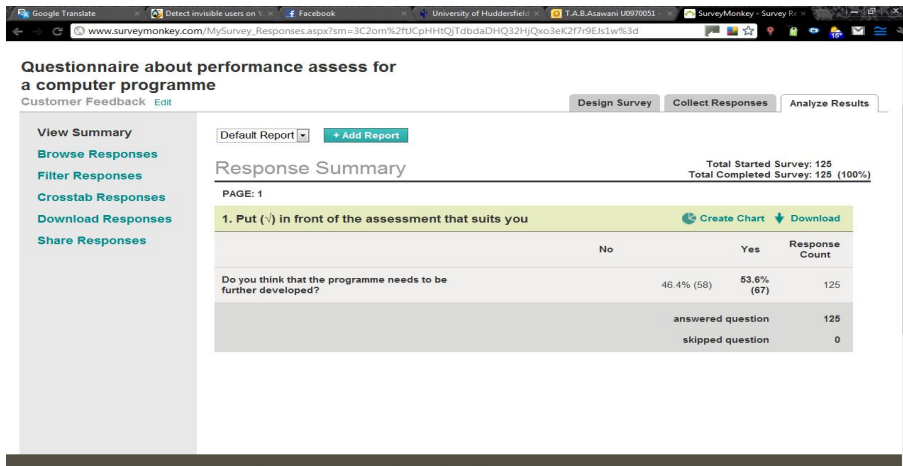 Google Translate
Detect invisible users on Y
Facebook
University of Huddersfield
T.A.B.Asawani U0970051 -
SurveyMonkey - Survey Re
www.surveymonkey.com/MySurvey_Responses.aspx?sm=3C2om%2ftJCpHHtQjTdbdaDHQ32HjQxo3eK2f7r9EJs1w%3d
Questionnaire about performance assess for
a computer programme
Customer Feedback Edit
Design Survey Collect Responses Analyze Results
View Summary
Browse Responses
Filter Responses
Crosstab Responses
Download Responses
Share Responses
Default Report + Add Report
Response Summary
Total Started Survey: 125
Total Completed Survey: 125 (100%)
PAGE: 1
1. Put (√) in front of the assessment that suits you
Create Chart Download
No Yes Response
Count
Do you think that the programme needs to be
further developed?
46.4% (58) 53.6%
(67) 125
answered question 125
skipped question 0